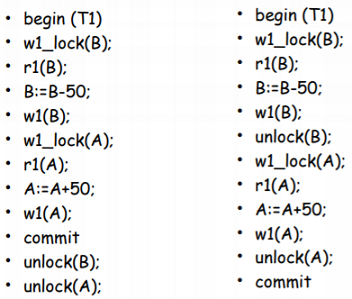 • begin (T1)
• w1_lock(B);
• r1(B);
• B:=B-50;
• w1(B);
• w1_lock(A);
• r1(A);
• A:=A+50;
• w1(A);
• commit
• unlock(B);
• unlock(A);
• begin (T1)
• w1_lock(B);
• r1(B);
• B:=B-50;
• w1(B);
• unlock(B);
• w1_lock(A);
• r1(A);
• A:=A+50;
• w1(A);
• unlock(A);
• commit